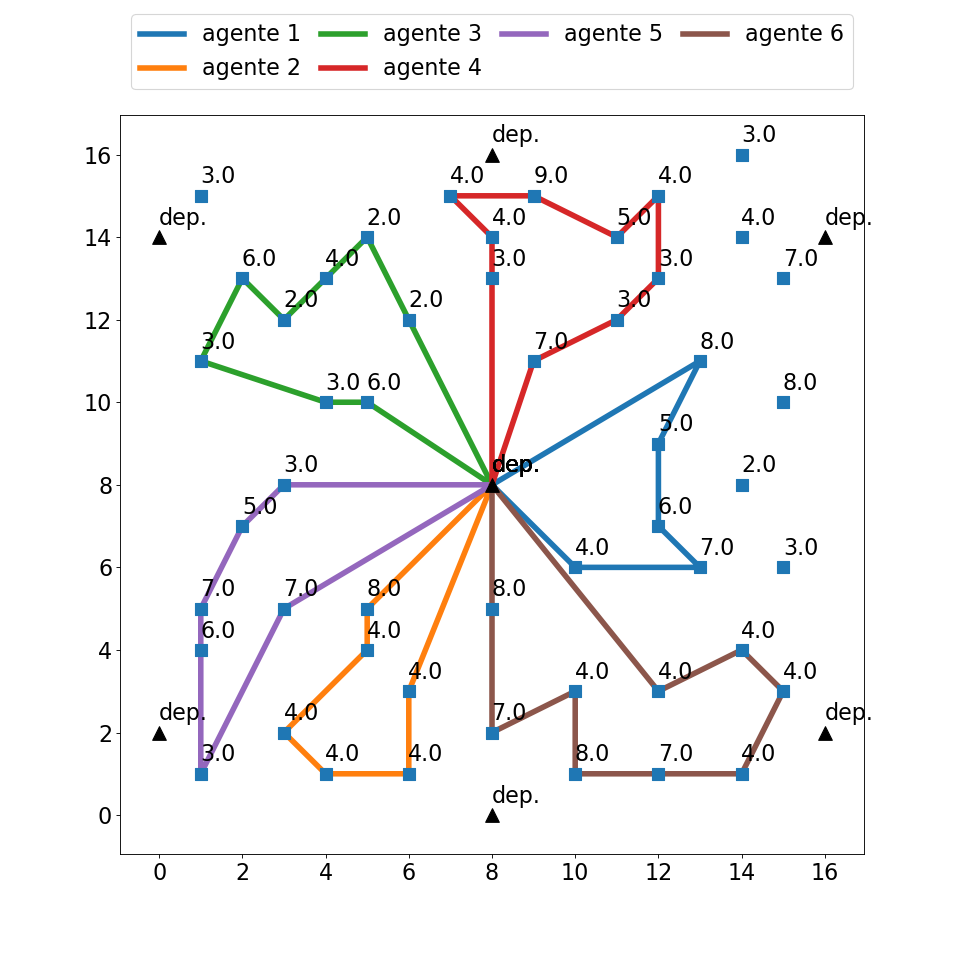 agente 1 agente 3 agente 5 agente 6
agente 2 agente 4
16 dep. 3.0
3.0 4.0 9.0 4.0
14 dep. 2.0 4.0 5.0 4.0 dep.
6.0 4.0 3.0 3.0 7.0
12 2.0 2.0 3.0
3.0 7.0 8.0
10 3.0 6.0 8.0
5.0
8 3.0 dep. 2.0
5.0 6.0
6 4.0 7.0 3.0
7.0 7.0 8.0 8.0
4 6.0 4.0 4.0
4.0 4.0 4.0 4.0
2 dep. 4.0 7.0 dep.
3.0 4.0 4.0 8.0 7.0 4.0
0 dep.
0 2 4 6 8 10 12 14 16